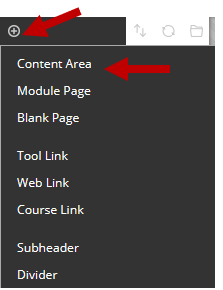 Content Area
Module Page
Blank Page
Tool Link
Web Link
Course Link
Subheader
Divider